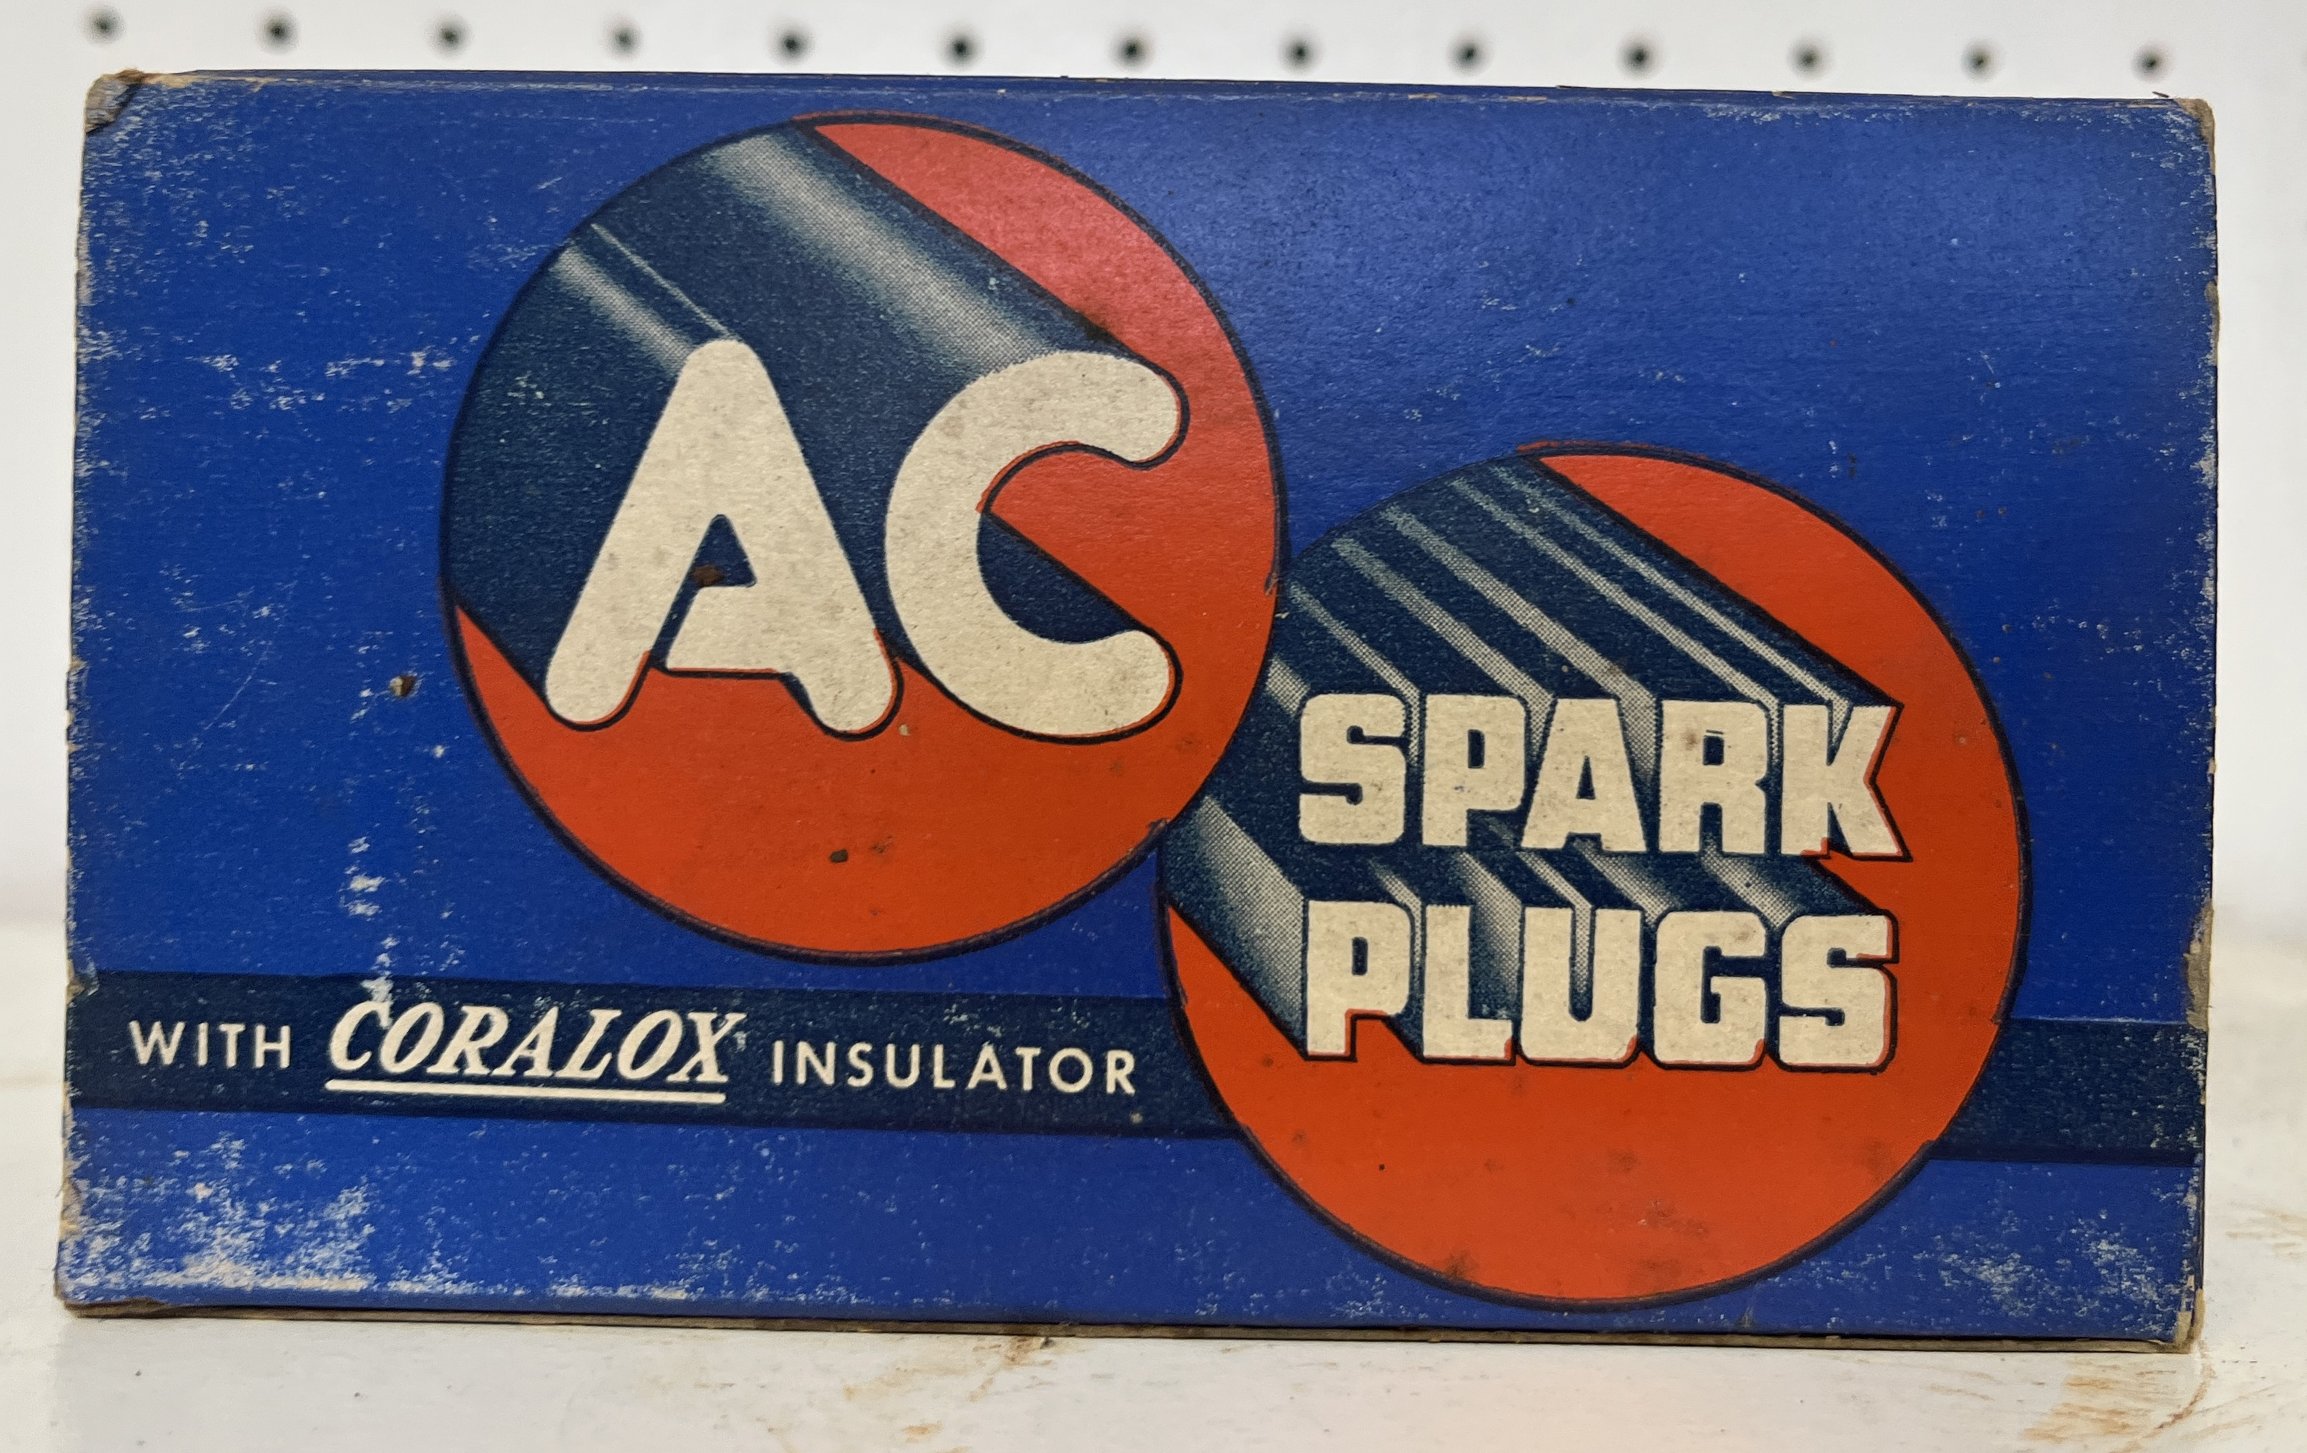 AC
SPARK
PLUGS
WITH CORALOX INSULATOR